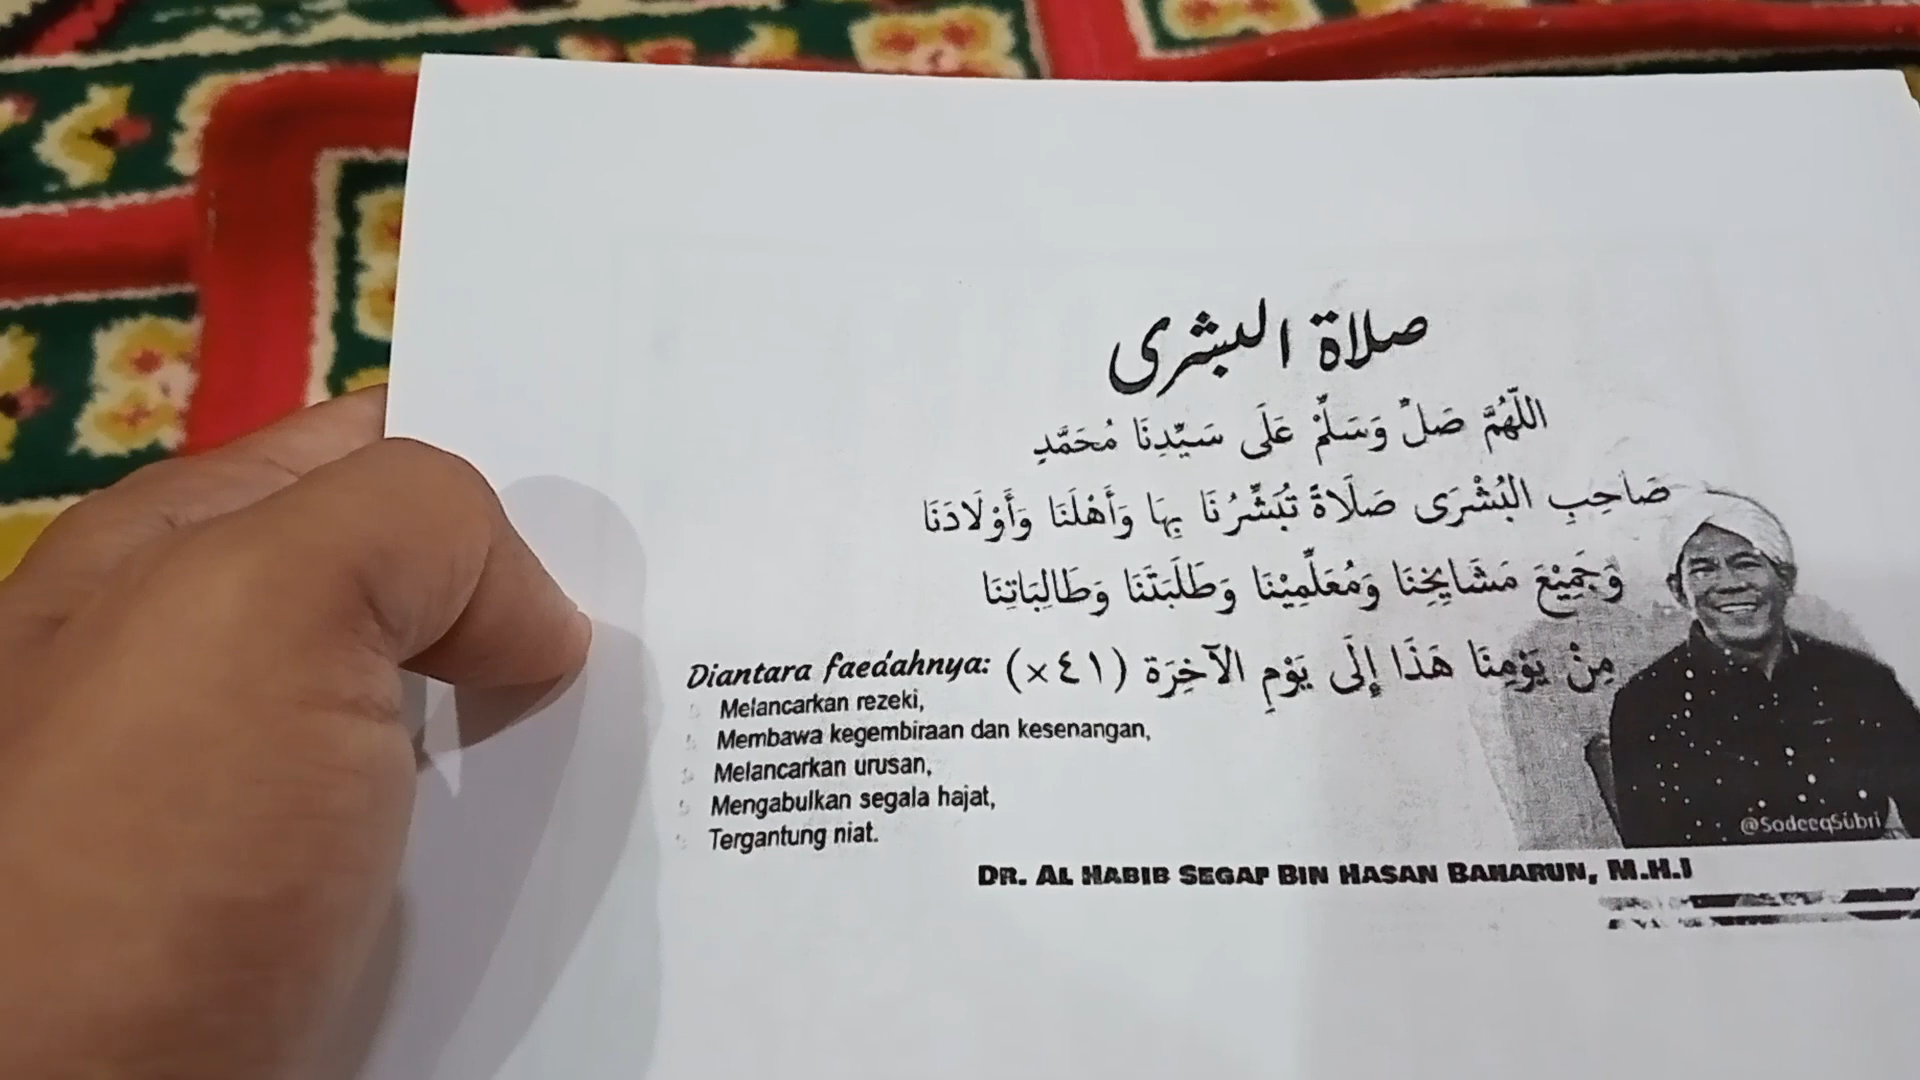 صلاة البشرى
اللّٰهُمَّ صَلِّ وَسَلِّمْ عَلَى سَيِّدِنَا مُحَمَّدٍ
صَاحِبِ الْبُشْرَى صَلَاةً تُبَشِّرُنَا بِهَا وَأَهْلَنَا وَأَوْلَادَنَا
وَجَمِيْعَ مَشَايِخِنَا وَمُعَلِّمِيْنَا وَطَلَبَتَنَا وَطَالِبَاتِنَا
مِنْ يَوْمِنَا هَذَا إِلَى يَوْمِ الْآخِرَة (٤١×)
Diantara faedahnya:
Melancarkan rezeki,
Membawa kegembiraan dan kesenangan,
Melancarkan urusan,
Mengabulkan segala hajat,
Tergantung niat.
@SodeeqSubri
DR. AL HABIB SEGAF BIN HASAN BAHARUN, M.H.I